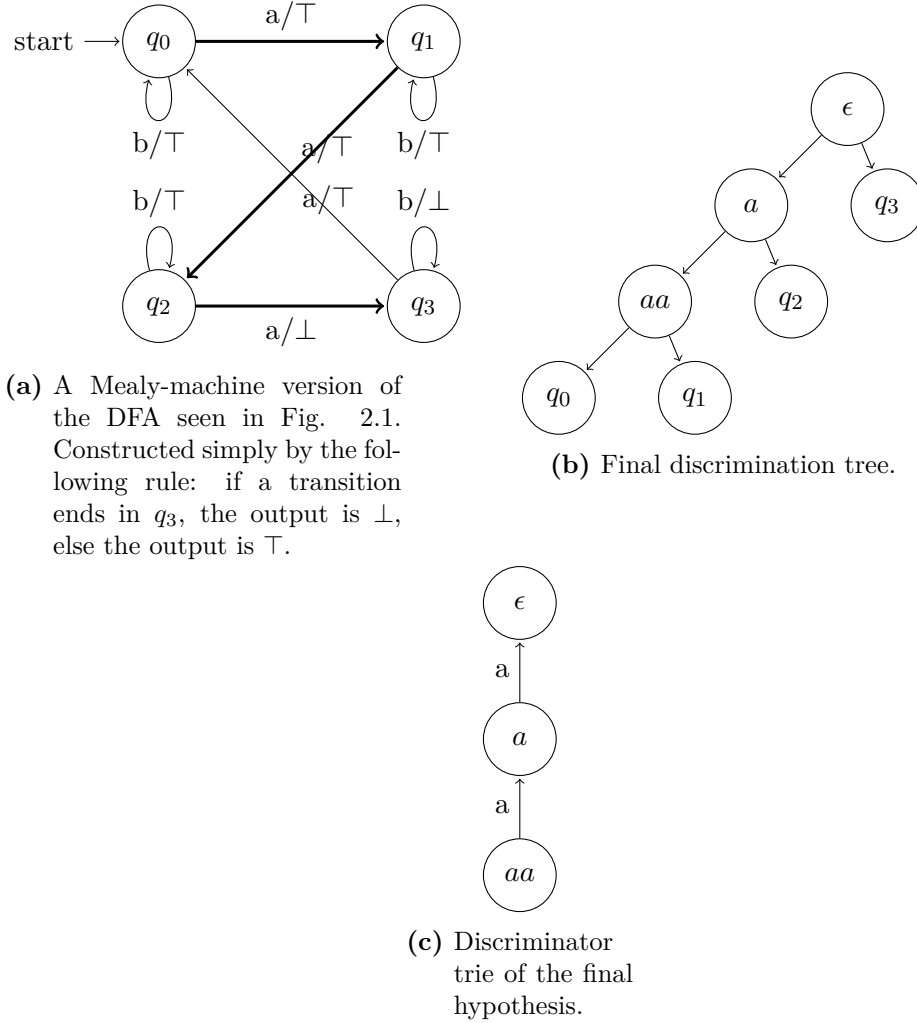 start
q0
a/⊤
q1
b/⊤
b/⊤
a/⊤
a/⊤
b/⊤
b/⊥
q2
a/⊥
q3
(a) A Mealy-machine version of
the DFA seen in Fig. 2.1.
Constructed simply by the fol-
lowing rule: if a transition
ends in q3, the output is ⊥,
else the output is ⊤.
ϵ
a
q3
aa
q2
q0
q1
(b) Final discrimination tree.
ϵ
a
a
a
aa
(c) Discriminator
trie of the final
hypothesis.